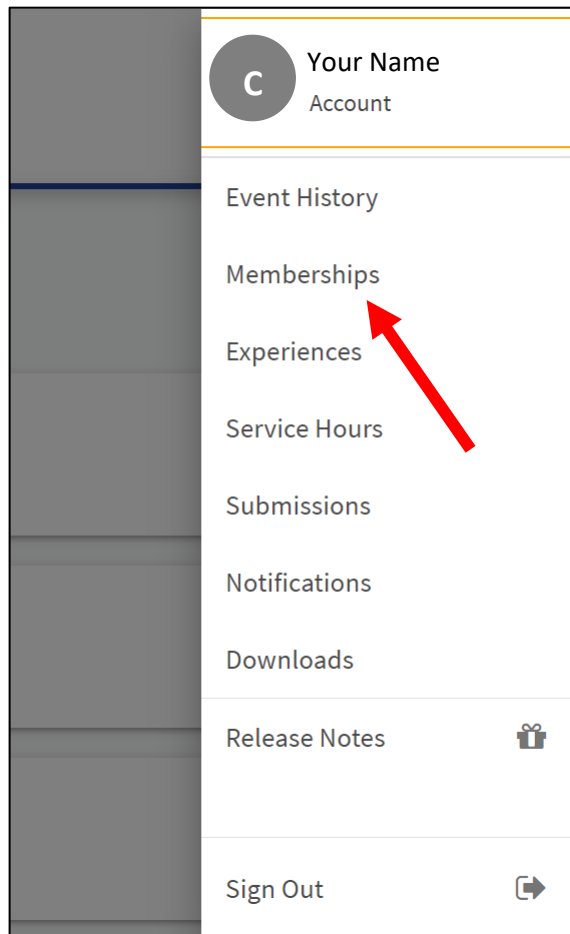 C
Your Name
Account
Event History
Memberships
Experiences
Service Hours
Submissions
Notifications
Downloads
Release Notes
Sign Out